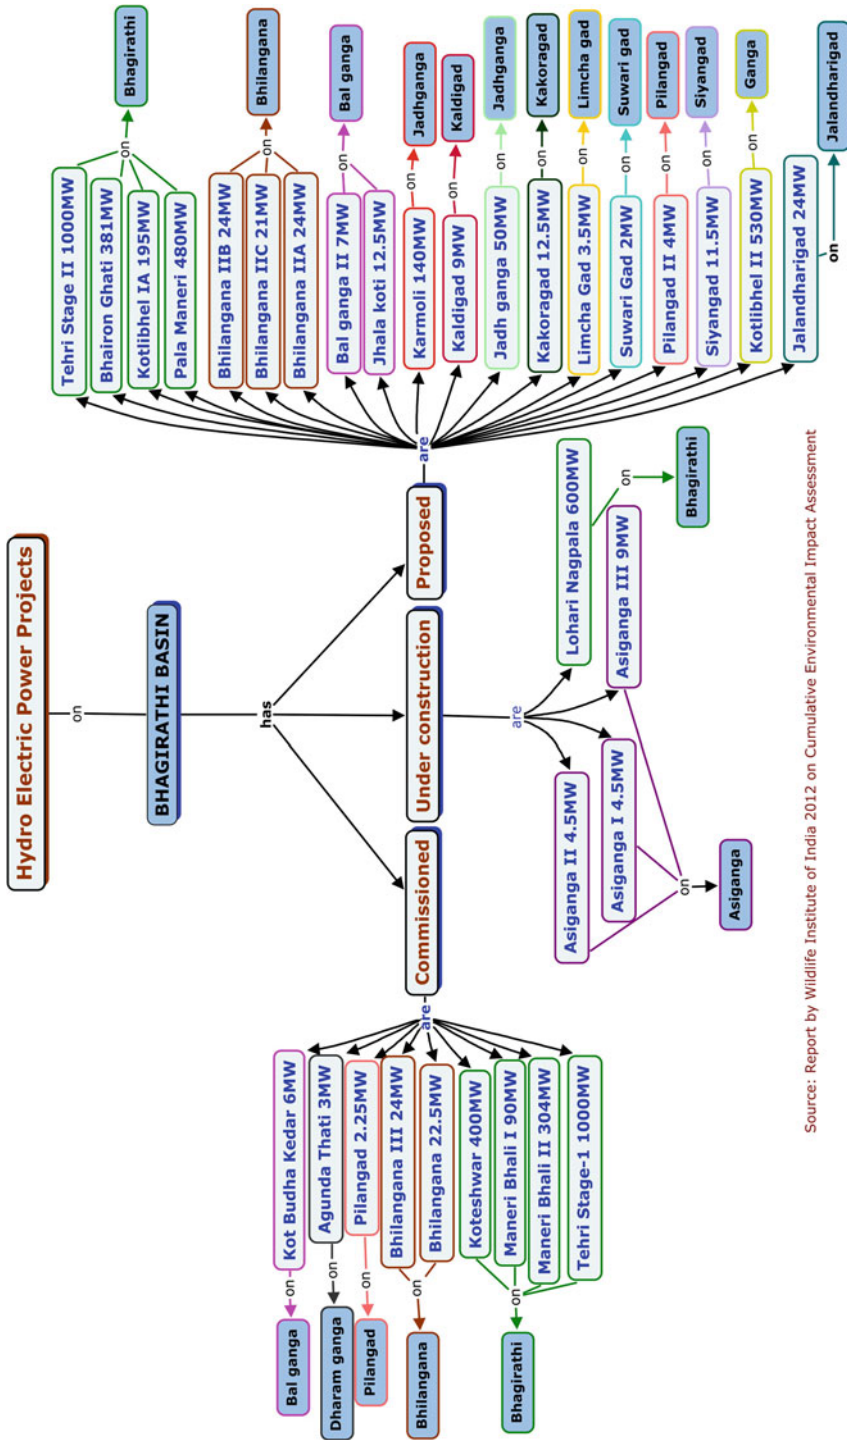 Hydro Electric Power Projects
on
BHAGIRATHI BASIN
has
Commissioned
Under construction
Proposed
are
Kot Budha Kedar 6MW
on
Bal ganga
Agunda Thati 3MW
on
Dharam ganga
Pilangad 2.25MW
on
Pilangad
Bhilangana III 24MW
Bhilangana 22.5MW
on
Bhilangana
Koteshwar 400MW
Maneri Bhali I 90MW
Maneri Bhali II 304MW
Tehri Stage-1 1000MW
on
Bhagirathi
are
Asiganga II 4.5MW
Asiganga I 4.5MW
Asiganga III 9MW
on
Asiganga
Lohari Nagpala 600MW
on
Bhagirathi
are
Tehri Stage II 1000MW
Bhairon Ghati 381MW
Kotlibhel IA 195MW
Pala Maneri 480MW
on
Bhagirathi
Bhilangana IIB 24MW
Bhilangana IIC 21MW
Bhilangana IIA 24MW
on
Bhilangana
Bal ganga II 7MW
Jhala koti 12.5MW
on
Bal ganga
Karmoli 140MW
on
Jadhganga
Kaldigad 9MW
on
Kaldigad
Jadh ganga 50MW
on
Jadhganga
Kakoragad 12.5MW
on
Kakoragad
Limcha Gad 3.5MW
on
Limcha gad
Suwari Gad 2MW
on
Suwari gad
Pilangad II 4MW
on
Pilangad
Siyangad 11.5MW
on
Siyangad
Kotlibhel II 530MW
on
Ganga
Jalandharigad 24MW
on
Jalandharigad
Source: Report by Wildlife Institute of India 2012 on Cumulative Environmental Impact Assessment